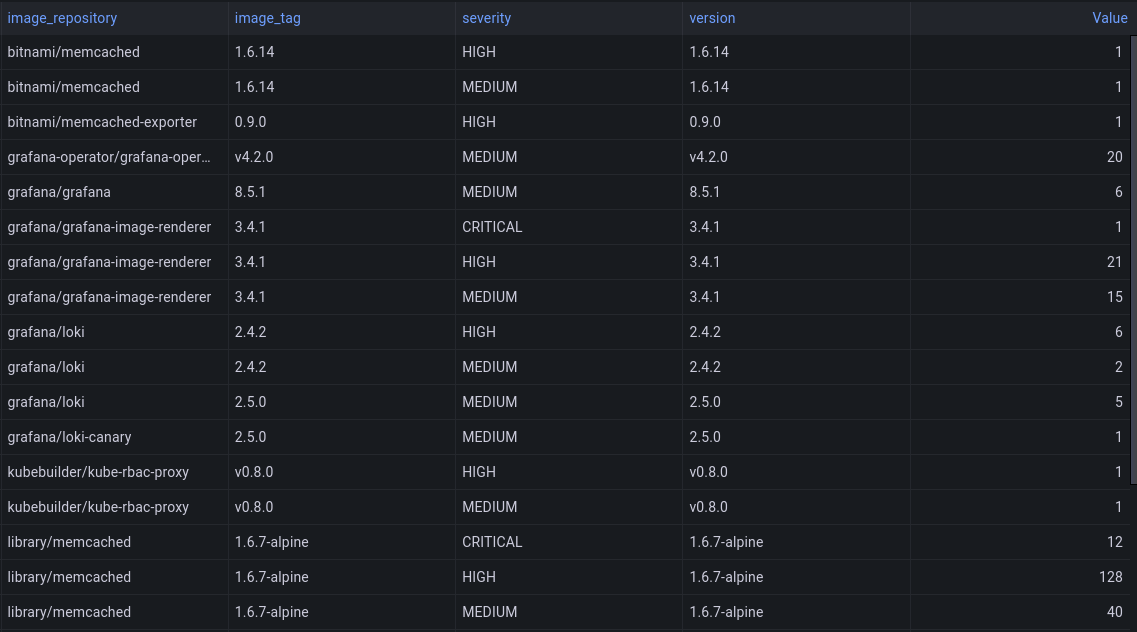 image_repository image_tag severity version Value
bitnami/memcached 1.6.14 HIGH 1.6.14 1
bitnami/memcached 1.6.14 MEDIUM 1.6.14 1
bitnami/memcached-exporter 0.9.0 HIGH 0.9.0 1
grafana-operator/grafana-oper... v4.2.0 MEDIUM v4.2.0 20
grafana/grafana 8.5.1 MEDIUM 8.5.1 6
grafana/grafana-image-renderer 3.4.1 CRITICAL 3.4.1 1
grafana/grafana-image-renderer 3.4.1 HIGH 3.4.1 21
grafana/grafana-image-renderer 3.4.1 MEDIUM 3.4.1 15
grafana/loki 2.4.2 HIGH 2.4.2 6
grafana/loki 2.4.2 MEDIUM 2.4.2 2
grafana/loki 2.5.0 MEDIUM 2.5.0 5
grafana/loki-canary 2.5.0 MEDIUM 2.5.0 1
kubebuilder/kube-rbac-proxy v0.8.0 HIGH v0.8.0 1
kubebuilder/kube-rbac-proxy v0.8.0 MEDIUM v0.8.0 1
library/memcached 1.6.7-alpine CRITICAL 1.6.7-alpine 12
library/memcached 1.6.7-alpine HIGH 1.6.7-alpine 128
library/memcached 1.6.7-alpine MEDIUM 1.6.7-alpine 40